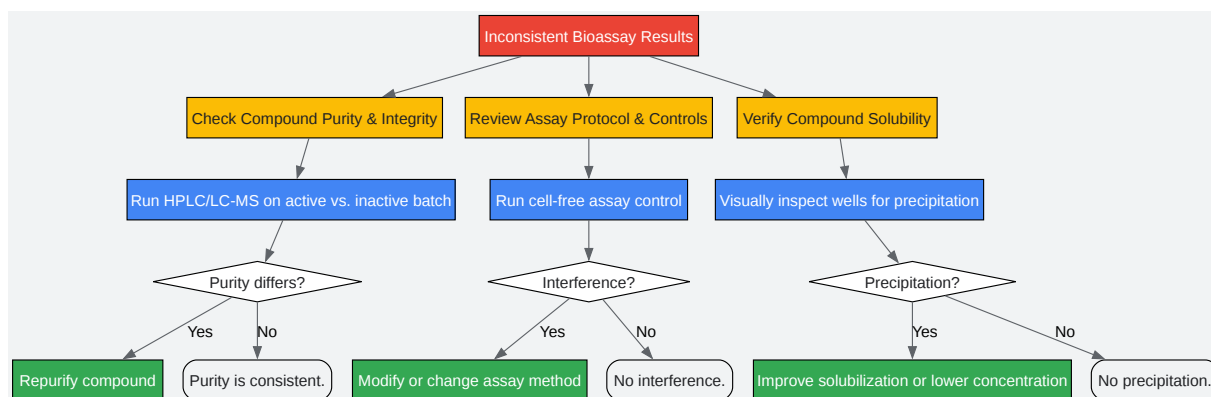 Inconsistent Bioassay Results
Check Compound Purity & Integrity
Review Assay Protocol & Controls
Verify Compound Solubility
Run HPLC/LC-MS on active vs. inactive batch
Run cell-free assay control
Visually inspect wells for precipitation
Purity differs?
Interference?
Precipitation?
Yes
No
Yes
No
Yes
No
Repurify compound
Purity is consistent.
Modify or change assay method
No interference.
Improve solubilization or lower concentration
No precipitation.